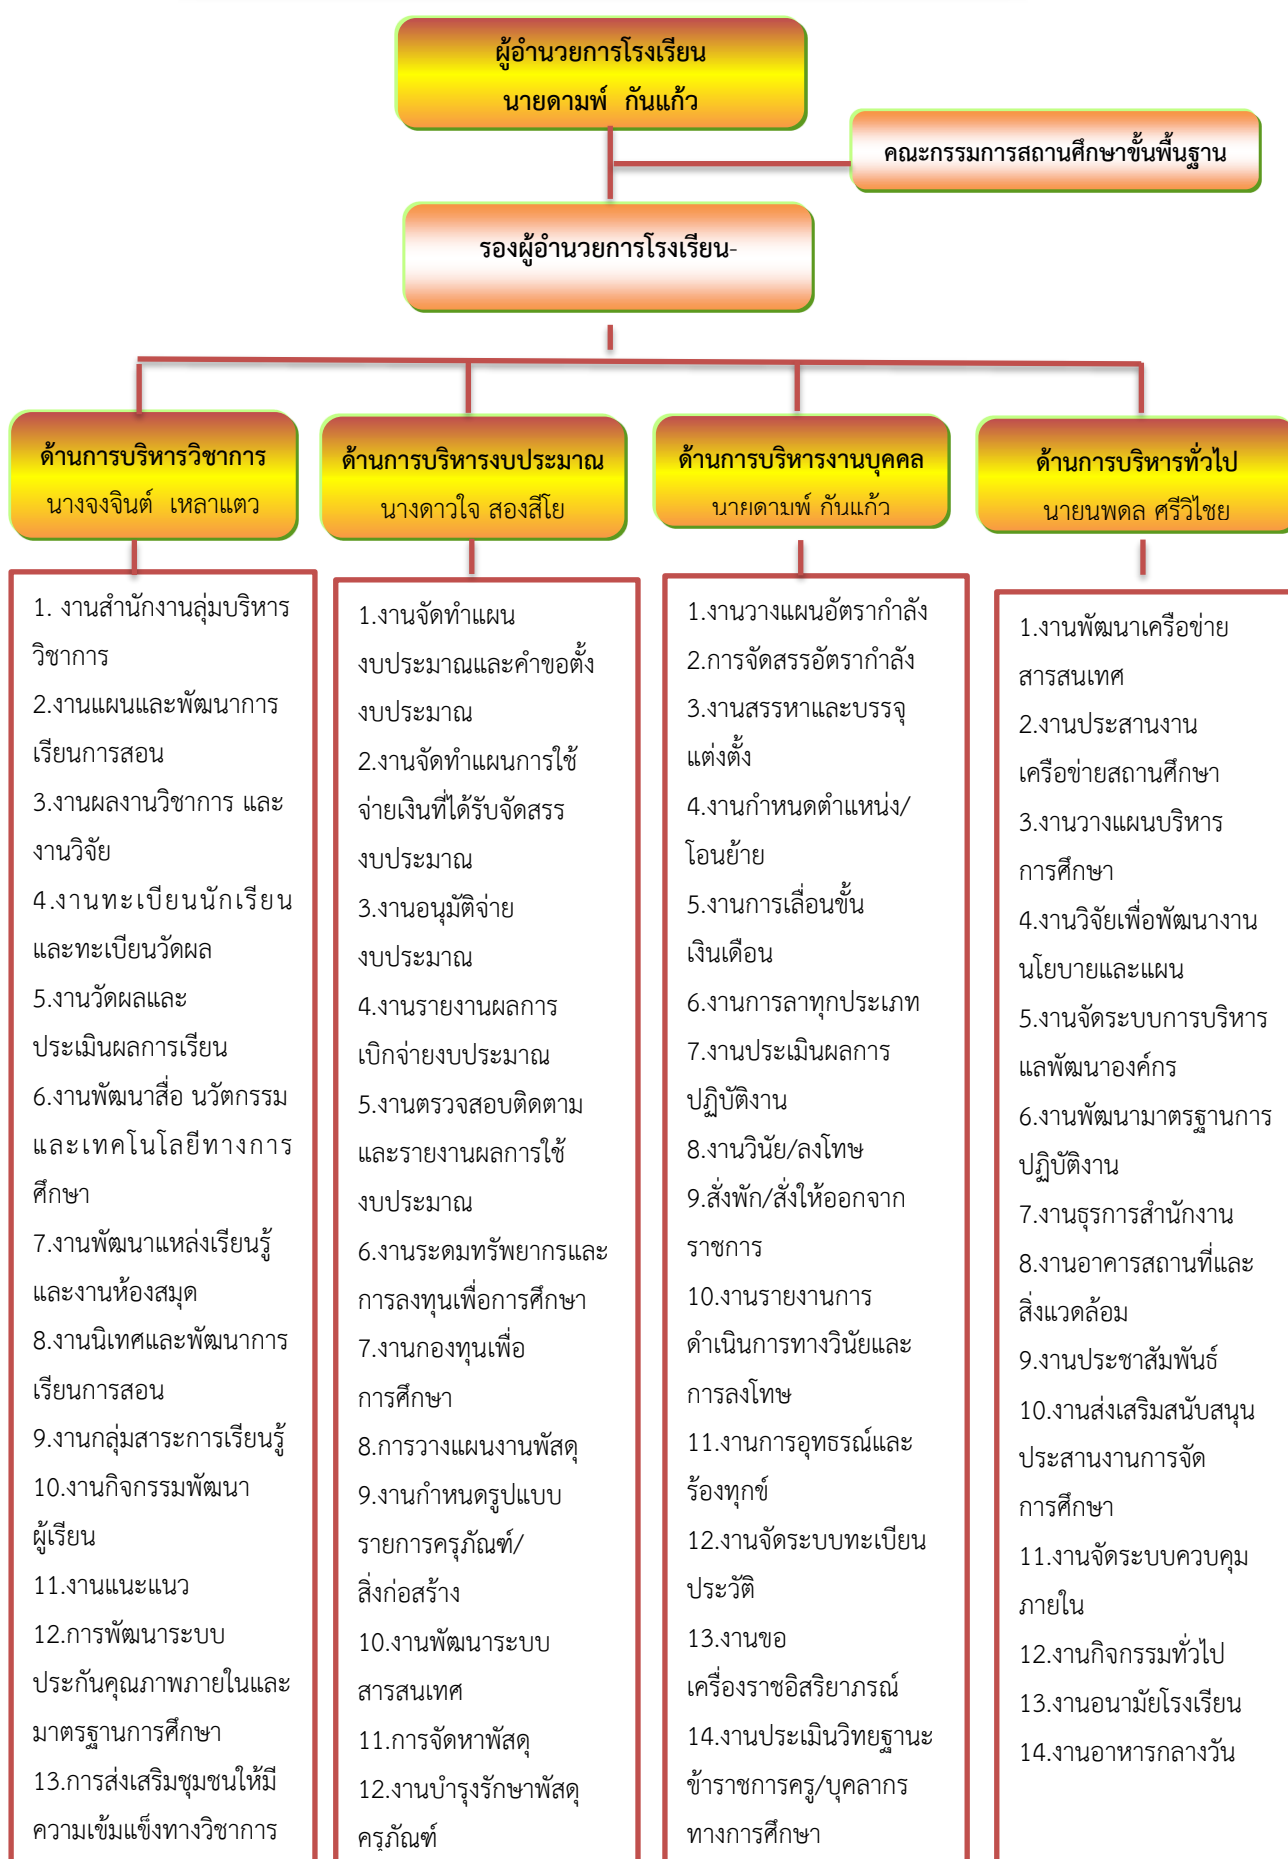 ผู้อำนวยการโรงเรียน
นายดามพ์  กันแก้ว
คณะกรรมการสถานศึกษาขั้นพื้นฐาน
รองผู้อำนวยการโรงเรียน-
ด้านการบริหารวิชาการ
นางจงจินต์  เหลาแตว
ด้านการบริหารงบประมาณ
นางดาวใจ สองสีโย
ด้านการบริหารงานบุคคล
นายดามพ์ กันแก้ว
ด้านการบริหารทั่วไป
นายนพดล ศรีวิไชย
1. งานสำนักงานลุ่มบริหาร
วิชาการ
2.งานแผนและพัฒนาการ
เรียนการสอน
3.งานผลงานวิชาการ และ
งานวิจัย
4.งานทะเบียนนักเรียน
และทะเบียนวัดผล
5.งานวัดผลและ
ประเมินผลการเรียน
6.งานพัฒนาสื่อ นวัตกรรม
และเทคโนโลยีทางการ
ศึกษา
7.งานพัฒนาแหล่งเรียนรู้
และงานห้องสมุด
8.งานนิเทศและพัฒนาการ
เรียนการสอน
9.งานกลุ่มสาระการเรียนรู้
10.งานกิจกรรมพัฒนา
ผู้เรียน
11.งานแนะแนว
12.การพัฒนาระบบ
ประกันคุณภาพภายในและ
มาตรฐานการศึกษา
13.การส่งเสริมชุมชนให้มี
ความเข้มแข็งทางวิชาการ
1.งานจัดทำแผน
งบประมาณและคำขอตั้ง
งบประมาณ
2.งานจัดทำแผนการใช้
จ่ายเงินที่ได้รับจัดสรร
งบประมาณ
3.งานอนุมัติจ่าย
งบประมาณ
4.งานรายงานผลการ
เบิกจ่ายงบประมาณ
5.งานตรวจสอบติดตาม
และรายงานผลการใช้
งบประมาณ
6.งานระดมทรัพยากรและ
การลงทุนเพื่อการศึกษา
7.งานกองทุนเพื่อ
การศึกษา
8.การวางแผนงานพัสดุ
9.งานกำหนดรูปแบบ
รายการครุภัณฑ์/
สิ่งก่อสร้าง
10.งานพัฒนาระบบ
สารสนเทศ
11.การจัดหาพัสดุ
12.งานบำรุงรักษาพัสดุ
ครุภัณฑ์
1.งานวางแผนอัตรากำลัง
2.การจัดสรรอัตรากำลัง
3.งานสรรหาและบรรจุ
แต่งตั้ง
4.งานกำหนดตำแหน่ง/
โอนย้าย
5.งานการเลื่อนขั้น
เงินเดือน
6.งานการลาทุกประเภท
7.งานประเมินผลการ
ปฏิบัติงาน
8.งานวินัย/ลงโทษ
9.สั่งพัก/สั่งให้ออกจาก
ราชการ
10.งานรายงานการ
ดำเนินการทางวินัยและ
การลงโทษ
11.งานการอุทธรณ์และ
ร้องทุกข์
12.งานจัดระบบทะเบียน
ประวัติ
13.งานขอ
เครื่องราชอิสริยาภรณ์
14.งานประเมินวิทยฐานะ
ข้าราชการครู/บุคลากร
ทางการศึกษา
1.งานพัฒนาเครือข่าย
สารสนเทศ
2.งานประสานงาน
เครือข่ายสถานศึกษา
3.งานวางแผนบริหาร
การศึกษา
4.งานวิจัยเพื่อพัฒนางาน
นโยบายและแผน
5.งานจัดระบบการบริหาร
แลพัฒนาองค์กร
6.งานพัฒนามาตรฐานการ
ปฏิบัติงาน
7.งานธุรการสำนักงาน
8.งานอาคารสถานที่และ
สิ่งแวดล้อม
9.งานประชาสัมพันธ์
10.งานส่งเสริมสนับสนุน
ประสานงานการจัด
การศึกษา
11.งานจัดระบบควบคุม
ภายใน
12.งานกิจกรรมทั่วไป
13.งานอนามัยโรงเรียน
14.งานอาหารกลางวัน